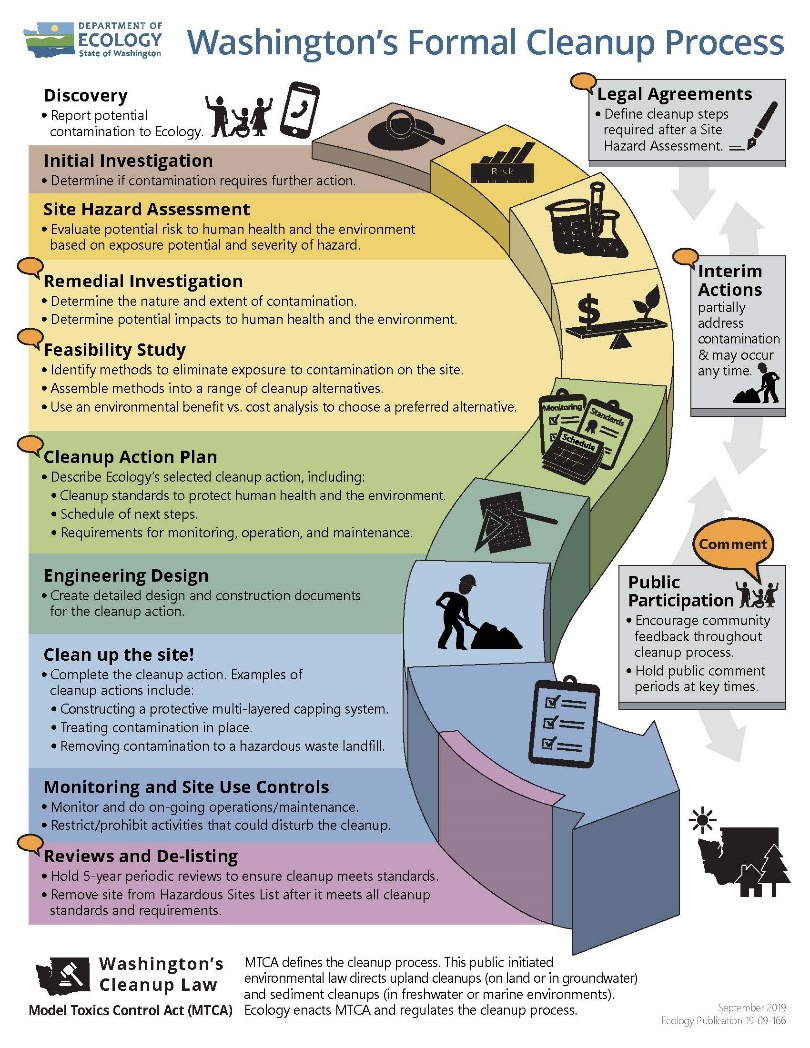 DEPARTMENT OF
ECOLOGY
State of Washington
Washington's Formal Cleanup Process
Discovery
• Report potential
contamination to Ecology.
Initial Investigation
• Determine if contamination requires further action.
Site Hazard Assessment
• Evaluate potential risk to human health and the environment
based on exposure potential and severity of hazard.
Remedial Investigation
• Determine the nature and extent of contamination.
• Determine potential impacts to human health and the environment.
Feasibility Study
• Identify methods to eliminate exposure to contamination on the site.
• Assemble methods into a range of cleanup alternatives.
• Use an environmental benefit vs. cost analysis to choose a preferred alternative.
Cleanup Action Plan
• Describe Ecology's selected cleanup action, including:
• Cleanup standards to protect human health and the environment.
• Schedule of next steps.
• Requirements for monitoring, operation, and maintenance.
Engineering Design
• Create detailed design and construction documents
for the cleanup action.
Clean up the site!
• Complete the cleanup action. Examples of
cleanup actions include:
• Constructing a protective multi-layered capping system.
• Treating contamination in place.
• Removing contamination to a hazardous waste landfill.
Monitoring and Site Use Controls
• Monitor and do on-going operations/maintenance.
• Restrict/prohibit activities that could disturb the cleanup.
Reviews and De-listing
• Hold 5-year periodic reviews to ensure cleanup meets standards.
• Remove site from Hazardous Sites List after it meets all cleanup
standards and requirements.
Risk
$
Monitoring
Standards
Schedule
Legal Agreements
• Define cleanup steps
required after a Site
Hazard Assessment.
Interim
Actions
partially
address
contamination
& may occur
any time.
Comment
Public
Participation
• Encourage community
feedback throughout
cleanup process.
• Hold public comment
periods at key times.
Washington's
Cleanup Law
Model Toxics Control Act (MTCA)
MTCA defines the cleanup process. This public initiated
environmental law directs upland cleanups (on land or in groundwater)
and sediment cleanups (in freshwater or marine environments).
Ecology enacts MTCA and regulates the cleanup process.
September 2019
Ecology Publication 19-09-166